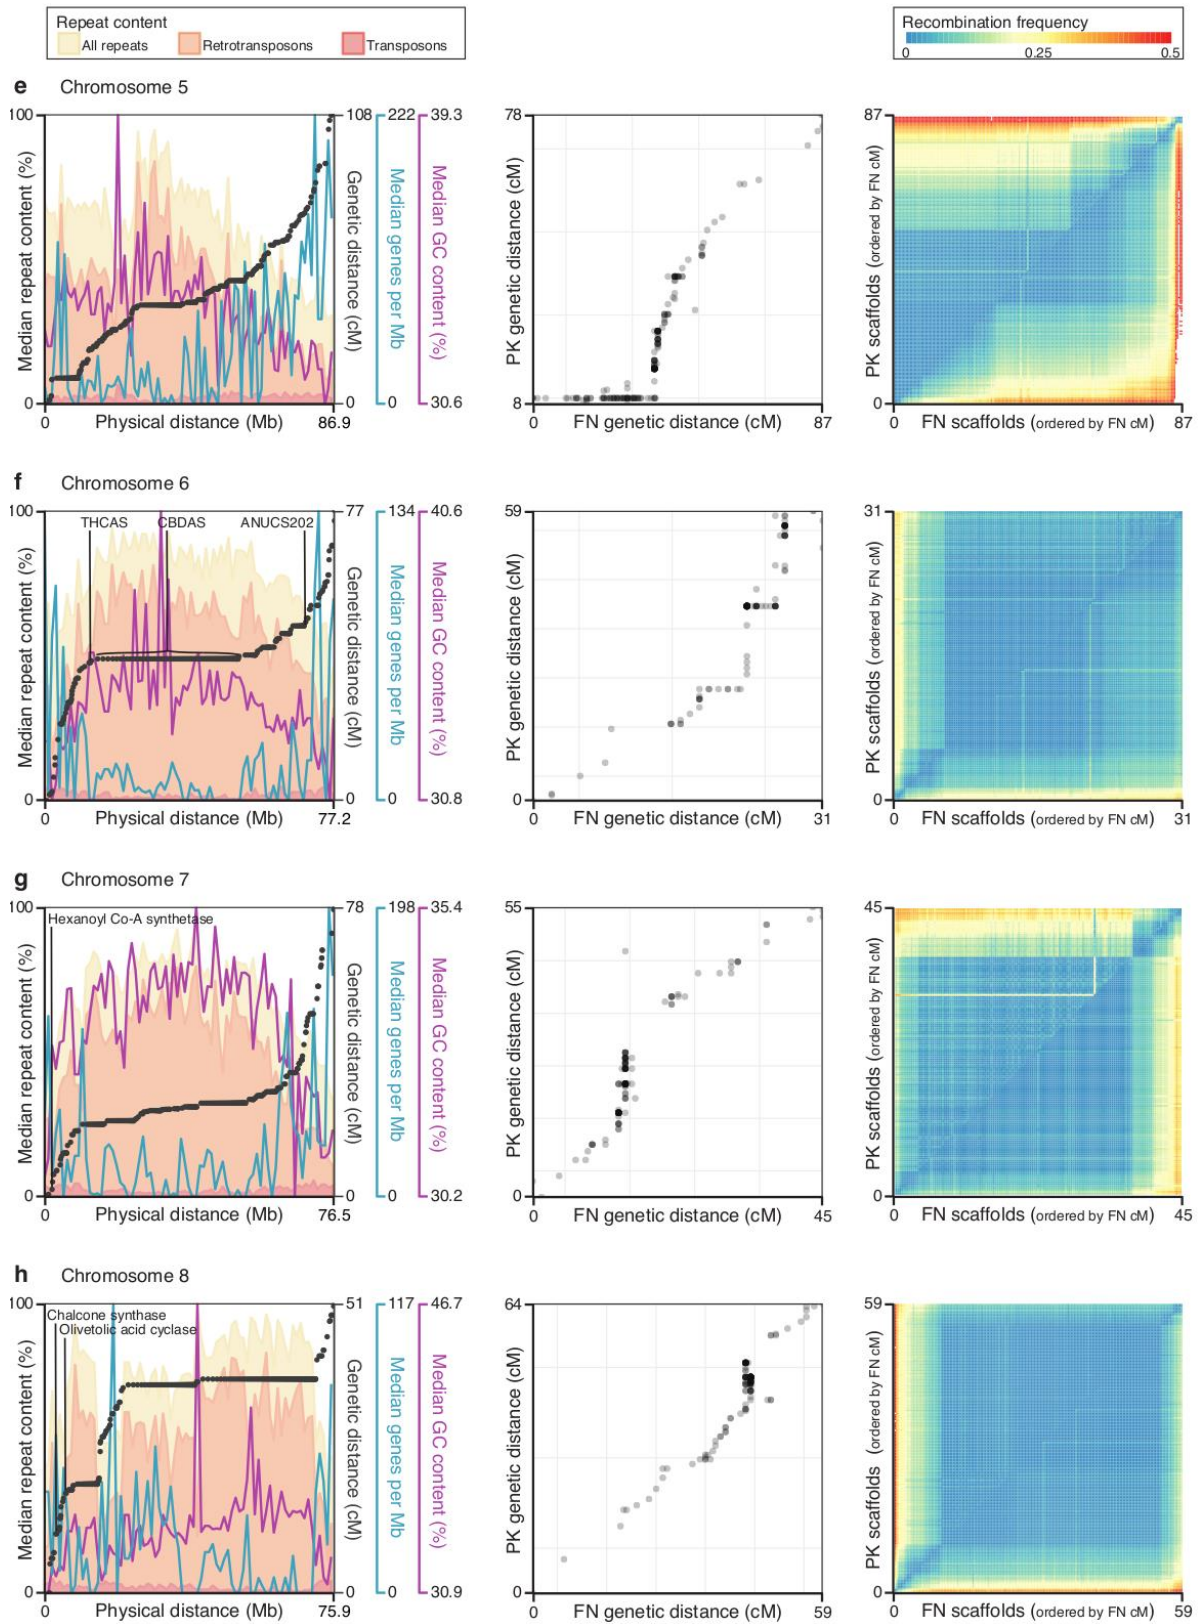 Repeat content
All repeats
Retrotransposons
Transposons
Recombination frequency
0
0.25
0.5
e Chromosome 5
100
0
Median repeat content (%)
0
Physical distance (Mb)
86.9
108
0
Genetic distance (cM)
222
0
Median genes per Mb
39.3
30.6
Median GC content (%)
78
8
PK genetic distance (cM)
0
FN genetic distance (cM)
87
87
0
PK scaffolds (ordered by FN cM)
0
FN scaffolds (ordered by FN cM)
87
f Chromosome 6
THCAS
CBDAS
ANUCS202
100
0
Median repeat content (%)
0
Physical distance (Mb)
77.2
77
0
Genetic distance (cM)
134
0
Median genes per Mb
40.6
30.8
Median GC content (%)
59
0
PK genetic distance (cM)
0
FN genetic distance (cM)
31
31
0
PK scaffolds (ordered by FN cM)
0
FN scaffolds (ordered by FN cM)
31
g Chromosome 7
Hexanoyl Co-A synthetase
100
0
Median repeat content (%)
0
Physical distance (Mb)
76.5
78
0
Genetic distance (cM)
198
0
Median genes per Mb
35.4
30.2
Median GC content (%)
55
0
PK genetic distance (cM)
0
FN genetic distance (cM)
45
45
0
PK scaffolds (ordered by FN cM)
0
FN scaffolds (ordered by FN cM)
45
h Chromosome 8
Chalcone synthase
Olivetolic acid cyclase
100
0
Median repeat content (%)
0
Physical distance (Mb)
75.9
51
0
Genetic distance (cM)
117
0
Median genes per Mb
46.7
30.9
Median GC content (%)
64
0
PK genetic distance (cM)
0
FN genetic distance (cM)
59
59
0
PK scaffolds (ordered by FN cM)
0
FN scaffolds (ordered by FN cM)
59